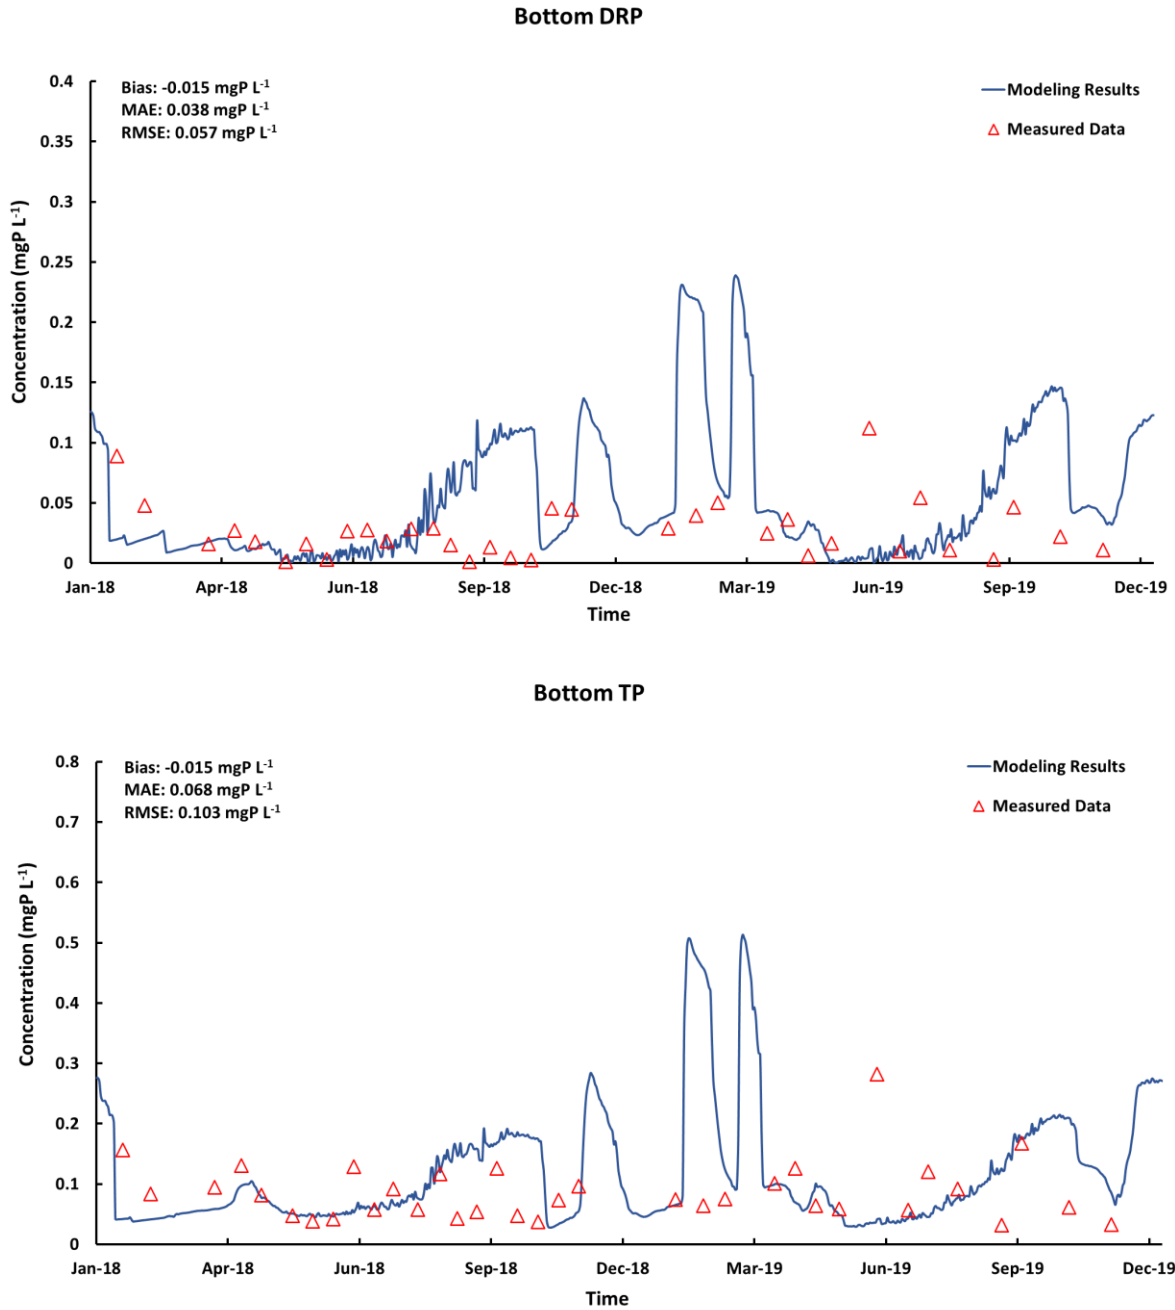 Bottom DRP
Bias: -0.015 mgP L⁻¹
MAE: 0.038 mgP L⁻¹
RMSE: 0.057 mgP L⁻¹
Modeling Results
Measured Data
Concentration (mgP L⁻¹)
0.4
0.35
0.3
0.25
0.2
0.15
0.1
0.05
0
Jan-18 Apr-18 Jun-18 Sep-18 Dec-18 Mar-19 Jun-19 Sep-19 Dec-19
Time
Bottom TP
Bias: -0.015 mgP L⁻¹
MAE: 0.068 mgP L⁻¹
RMSE: 0.103 mgP L⁻¹
Modeling Results
Measured Data
Concentration (mgP L⁻¹)
0.8
0.7
0.6
0.5
0.4
0.3
0.2
0.1
0
Jan-18 Apr-18 Jun-18 Sep-18 Dec-18 Mar-19 Jun-19 Sep-19 Dec-19
Time